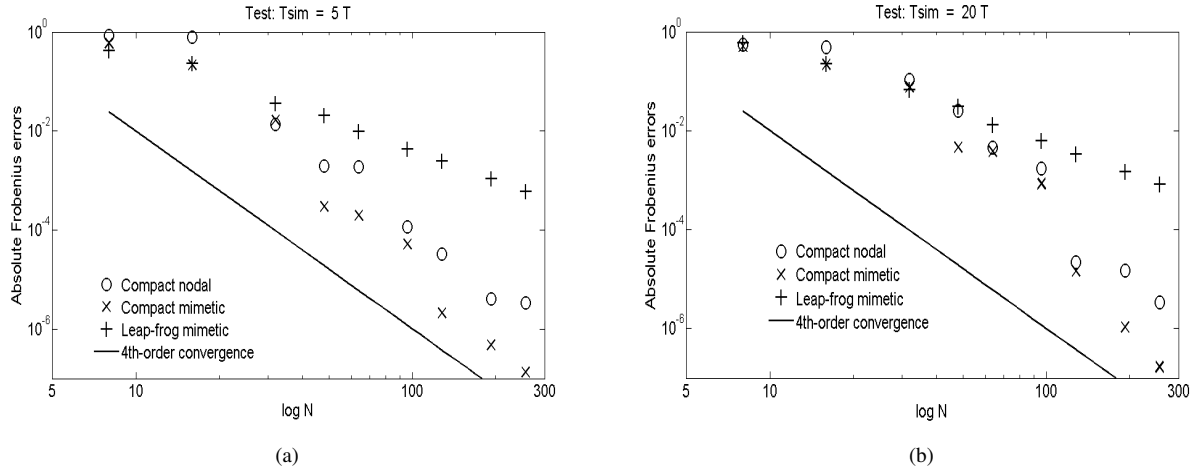 Test: Tsim = 5 T
Absolute Frobenius errors
10^0
10^-2
10^-4
10^-6
Compact nodal
Compact mimetic
Leap-frog mimetic
4th-order convergence
5 10 100 300
log N
(a)
Test: Tsim = 20 T
Absolute Frobenius errors
10^0
10^-2
10^-4
10^-6
Compact nodal
Compact mimetic
Leap-frog mimetic
4th-order convergence
5 10 100 300
log N
(b)